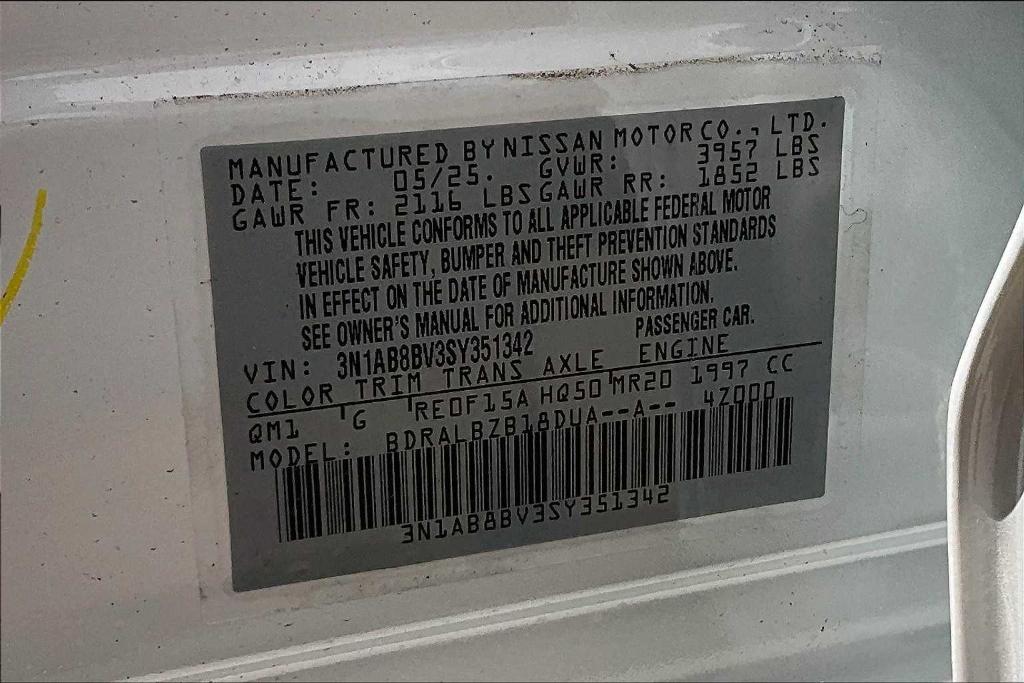 MANUFACTURED BY NISSAN MOTOR CO., LTD.
DATE: 05/25. GVWR: 3957 LBS
GAWR FR: 2116 LBS GAWR RR: 1852 LBS
THIS VEHICLE CONFORMS TO ALL APPLICABLE FEDERAL MOTOR
VEHICLE SAFETY, BUMPER AND THEFT PREVENTION STANDARDS
IN EFFECT ON THE DATE OF MANUFACTURE SHOWN ABOVE.
SEE OWNER'S MANUAL FOR ADDITIONAL INFORMATION.
VIN: 3N1AB8BV3SY351342 PASSENGER CAR.
COLOR TRIM TRANS AXLE ENGINE
QM1 G RE0F15A HQ50 MR20 1997 CC
MODEL: BDRALBZB18DUA--A-- 4Z000
3N1AB8BV3SY351342